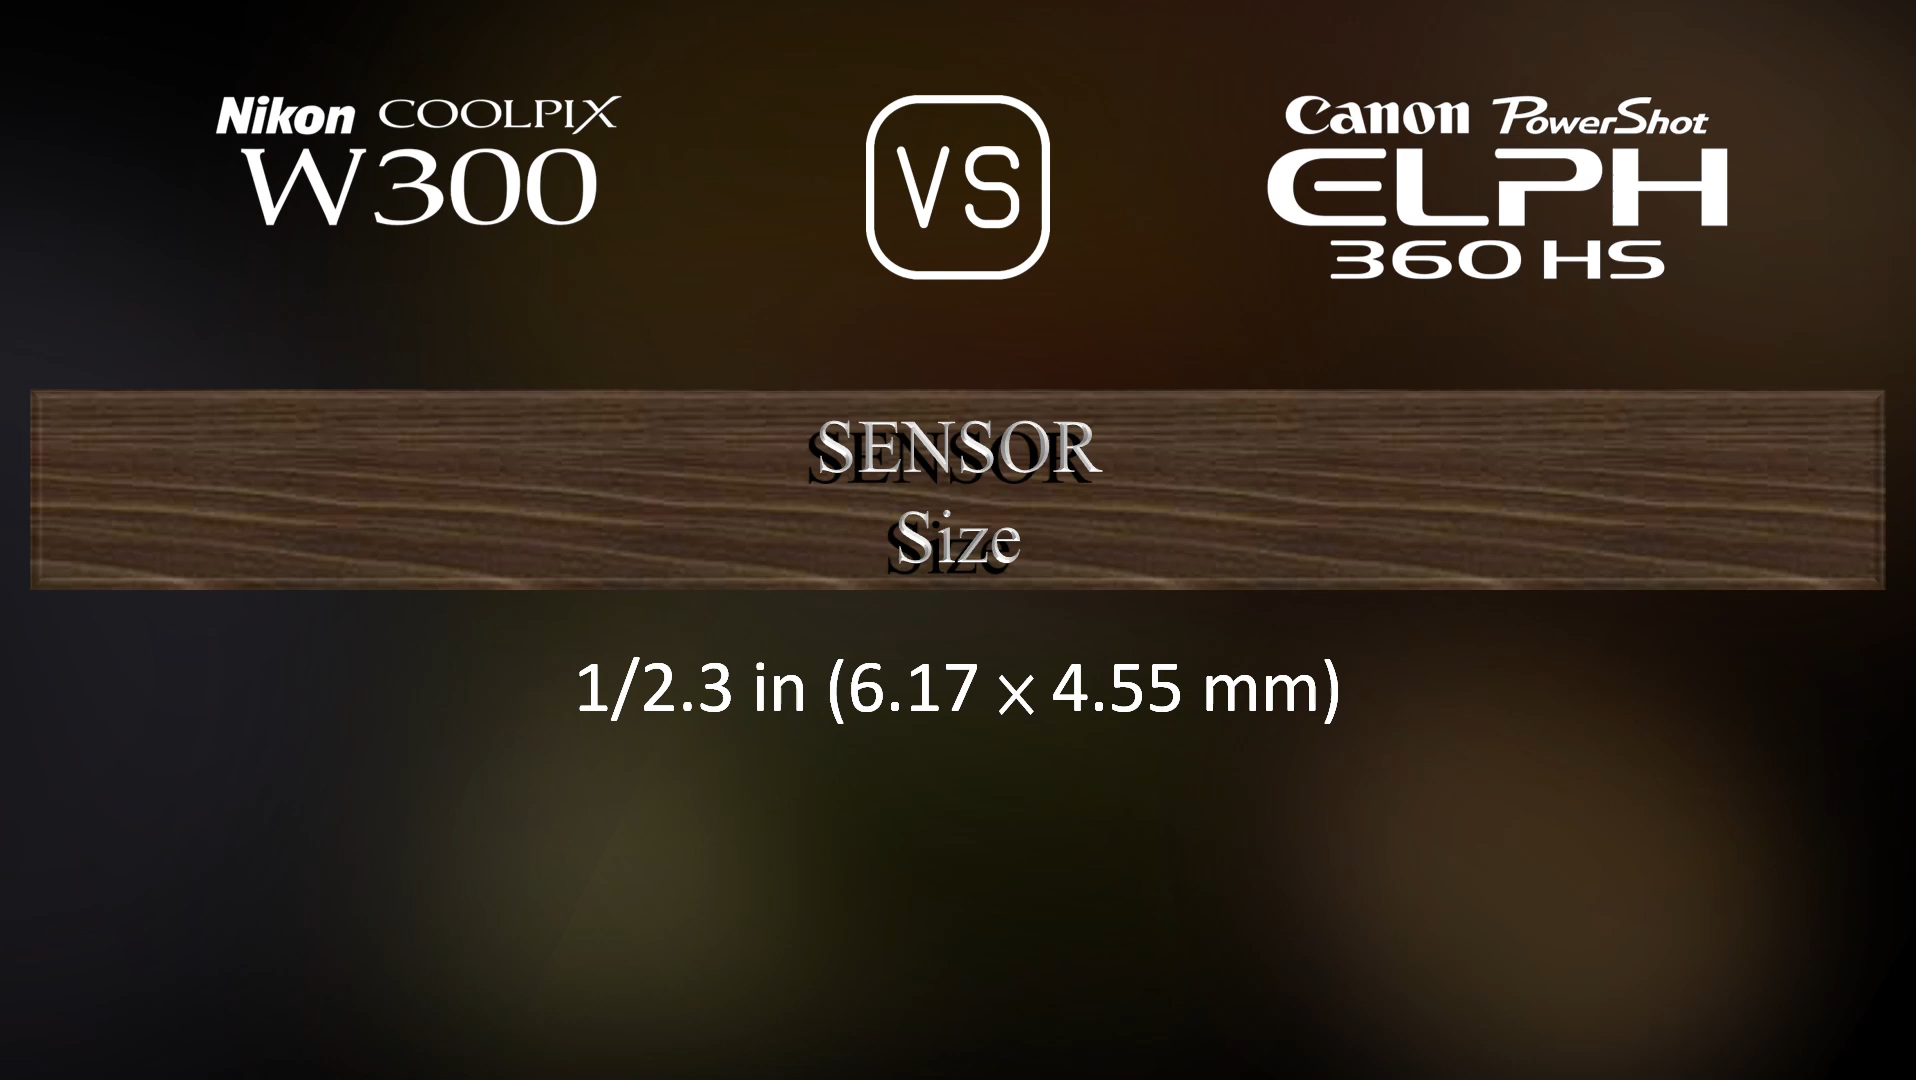 Nikon COOLPIX
W300
VS
Canon PowerShot
ELPH
360 HS
SENSOR
Size
1/2.3 in (6.17 x 4.55 mm)